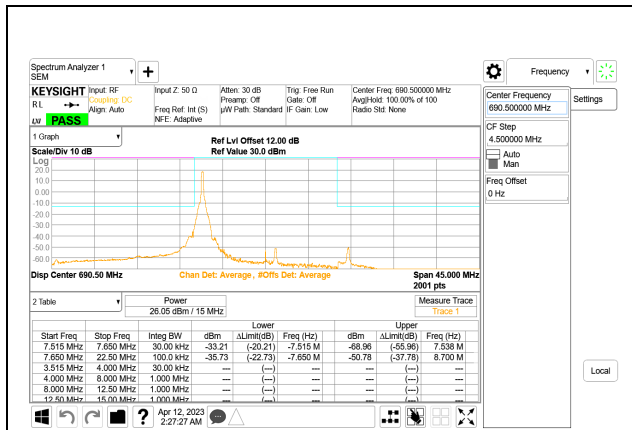 Spectrum Analyzer 1
SEM
Frequency
KEYSIGHT
R L
LXI
PASS
Input: RF
Coupling: DC
Align: Auto
Input Z: 50 Ω
Freq Ref: Int (S)
NFE: Adaptive
Atten: 30 dB
Preamp: Off
µW Path: Standard
Trig: Free Run
Gate: Off
IF Gain: Low
Center Freq: 690.500000 MHz
Avg|Hold: 100.00% of 100
Radio Std: None
Center Frequency
690.500000 MHz
Settings
CF Step
4.500000 MHz
Auto
Man
Freq Offset
0 Hz
Local
1 Graph
Scale/Div 10 dB
Ref Lvl Offset 12.00 dB
Ref Value 30.0 dBm
Log
20.0
10.0
0.00
-10.0
-20.0
-30.0
-40.0
-50.0
-60.0
Disp Center 690.50 MHz
Chan Det: Average, #Offs Det: Average
Span 45.000 MHz
2001 pts
2 Table
Power
26.05 dBm / 15 MHz
Measure Trace
Trace 1
Lower Upper
Start Freq Stop Freq Integ BW dBm ΔLimit(dB) Freq (Hz) dBm ΔLimit(dB) Freq (Hz)
7.515 MHz 7.650 MHz 30.00 kHz -33.21 (-20.21) -7.515 M -68.96 (-55.96) 7.538 M
7.650 MHz 22.50 MHz 100.0 kHz -35.73 (-22.73) -7.650 M -50.78 (-37.78) 8.700 M
3.515 MHz 4.000 MHz 30.00 kHz --- (---) --- (---)
4.000 MHz 8.000 MHz 1.000 MHz --- (---) --- (---)
8.000 MHz 12.50 MHz 1.000 MHz --- (---) --- (---)
12.50 MHz 15.00 MHz 1.000 MHz --- (---) --- (---)
?
Apr 12, 2023
2:27:27 AM